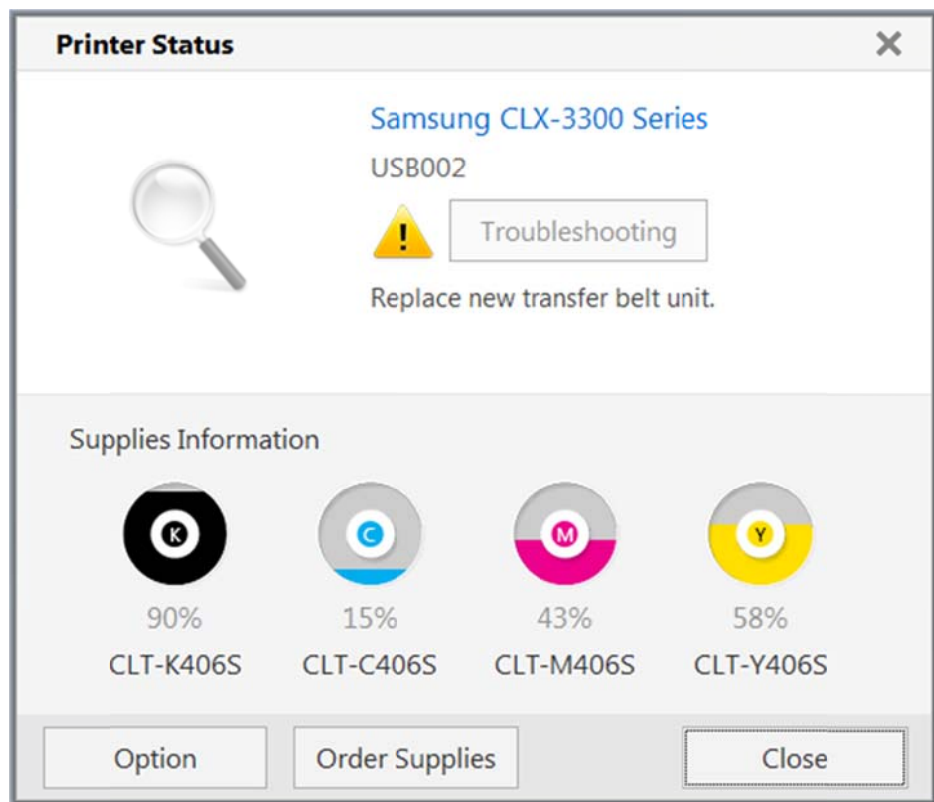 Printer Status
Samsung CLX-3300 Series
USB002
! Troubleshooting
Replace new transfer belt unit.
Supplies Information
K C M Y
90% 15% 43% 58%
CLT-K406S CLT-C406S CLT-M406S CLT-Y406S
Option Order Supplies Close